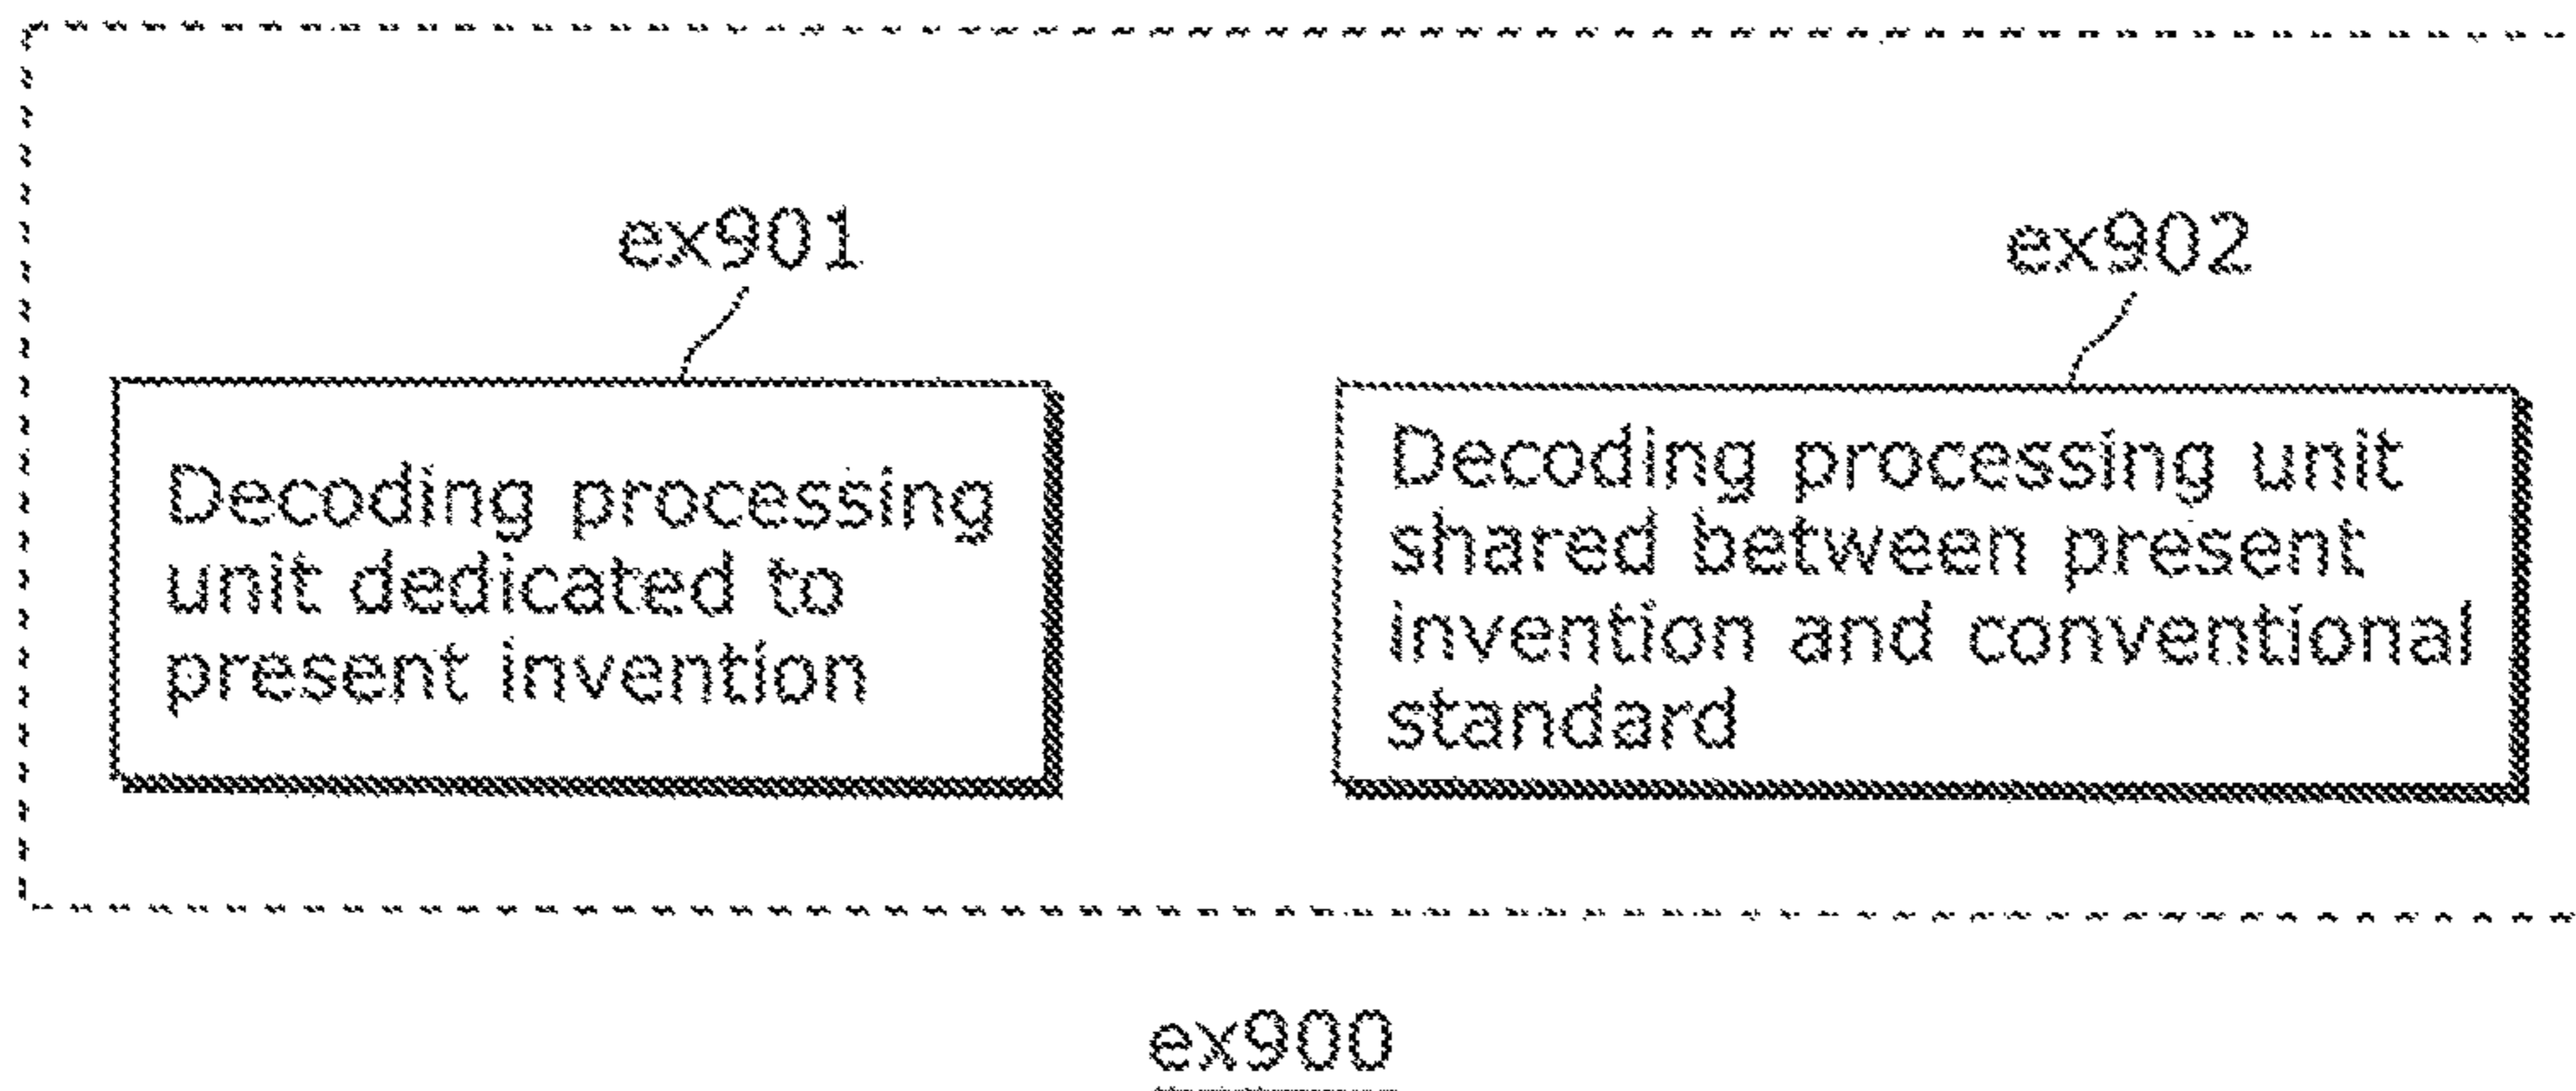 ex901
Decoding processing
unit dedicated to
present invention
ex902
Decoding processing unit
shared between present
invention and conventional
standard
ex900